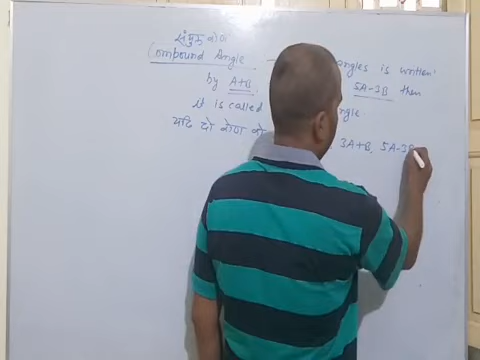 संयुक्त कोण
Compound Angle angles is written
by A+B, 5A-3B then
it is called angle
यदि दो कोण को 3A+B, 5A-3B